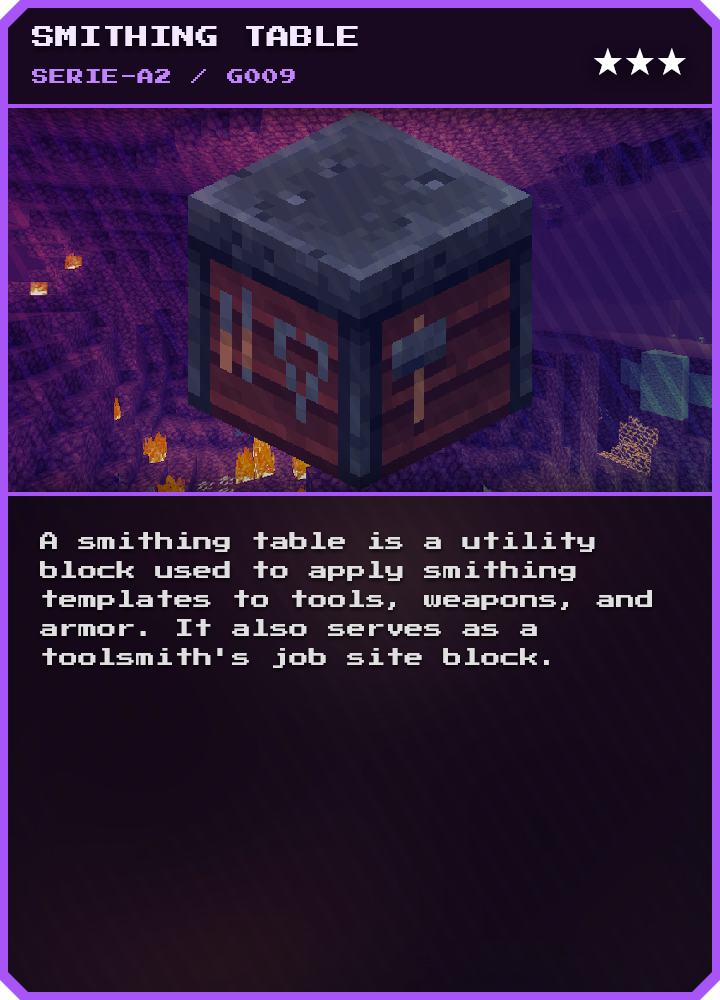 SMITHING TABLE
SERIE-A2 / G009
★★★
A smithing table is a utility
block used to apply smithing
templates to tools, weapons, and
armor. It also serves as a
toolsmith's job site block.